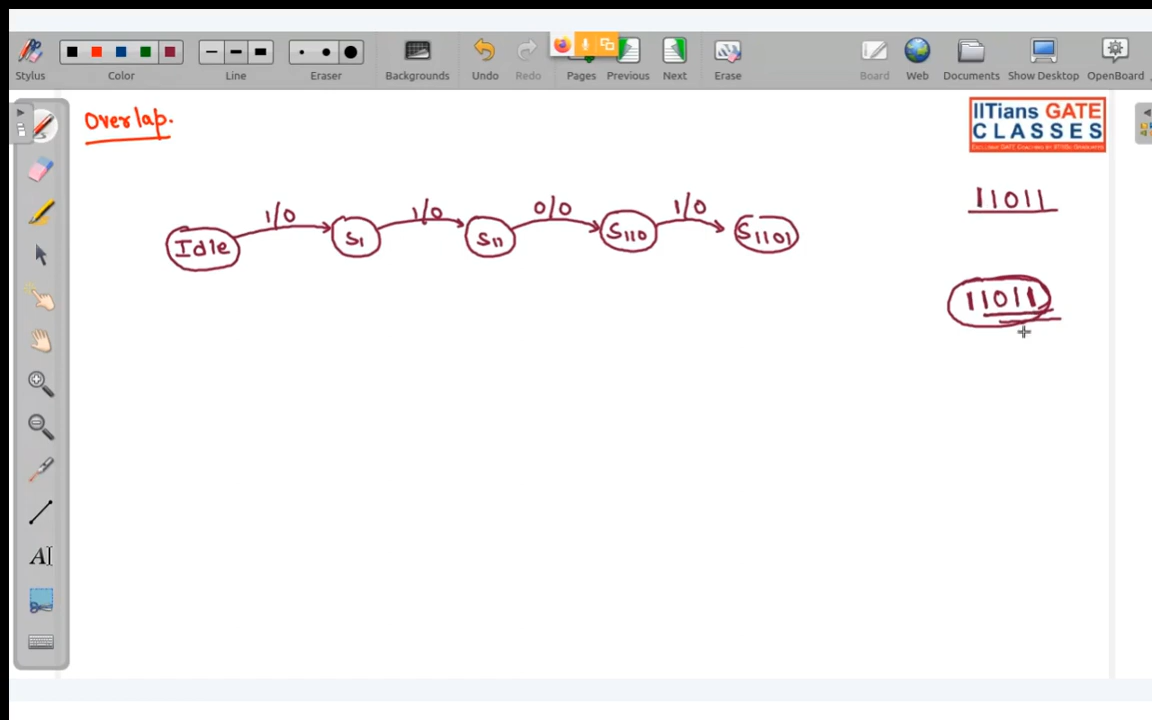 Stylus
Color
Line
Eraser
Backgrounds
Undo
Redo
Pages
Previous
Next
Erase
Board
Web
Documents
Show Desktop
OpenBoard
Overlap.
IITians GATE
CLASSES
11011
1/0
1/0
0/0
1/0
Idle
S1
S11
S110
S1101
11011
AI